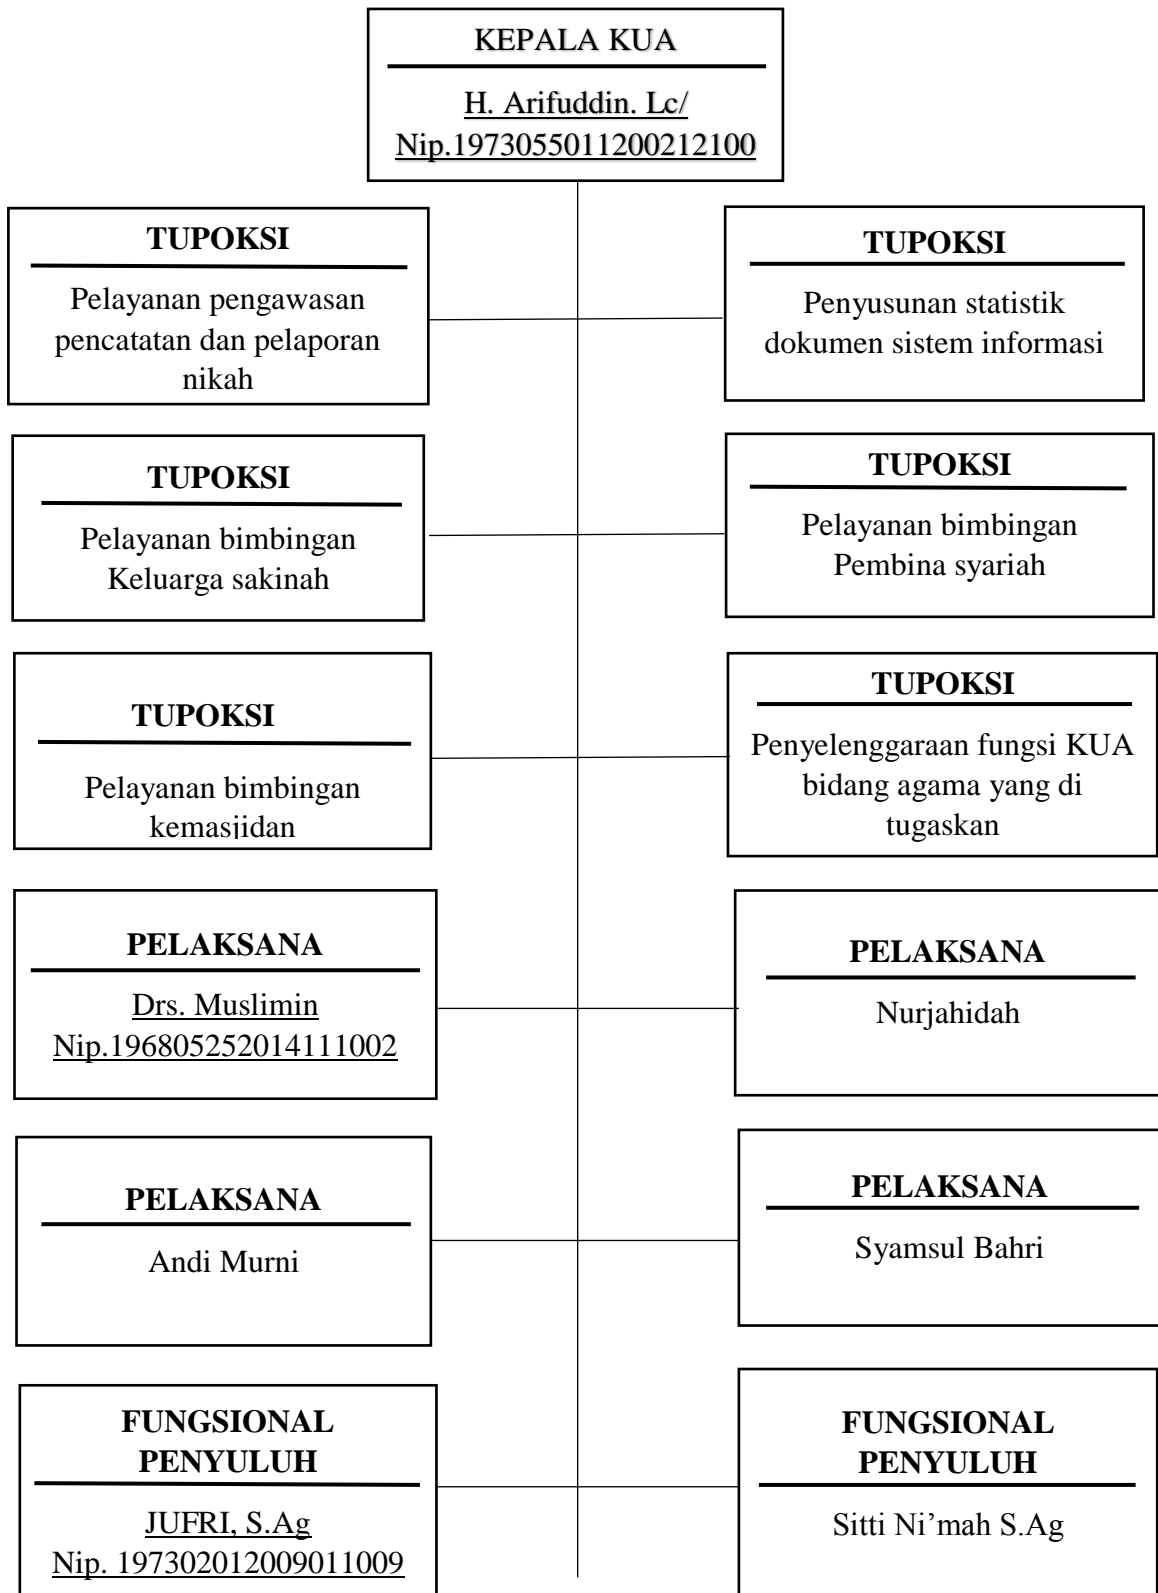 KEPALA KUA
H. Arifuddin. Lc/
Nip.1973055011200212100
TUPOKSI
Pelayanan pengawasan
pencatatan dan pelaporan
nikah
TUPOKSI
Penyusunan statistik
dokumen sistem informasi
TUPOKSI
Pelayanan bimbingan
Keluarga sakinah
TUPOKSI
Pelayanan bimbingan
Pembina syariah
TUPOKSI
Pelayanan bimbingan
kemasjidan
TUPOKSI
Penyelenggaraan fungsi KUA
bidang agama yang di
tugaskan
PELAKSANA
Drs. Muslimin
Nip.196805252014111002
PELAKSANA
Nurjahidah
PELAKSANA
Andi Murni
PELAKSANA
Syamsul Bahri
FUNGSIONAL
PENYULUH
JUFRI, S.Ag
Nip. 197302012009011009
FUNGSIONAL
PENYULUH
Sitti Ni’mah S.Ag